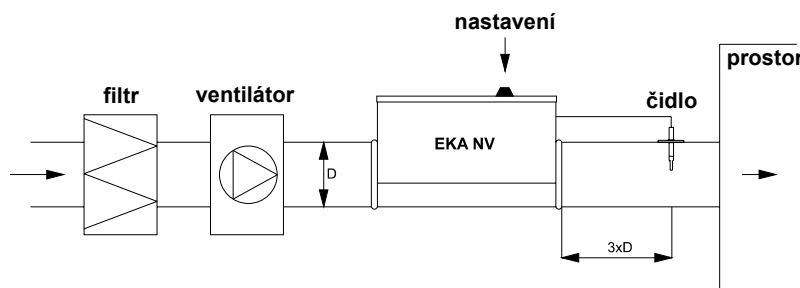 nastavení
prostor
filtr
ventilátor
čidlo
EKA NV
D
3xD